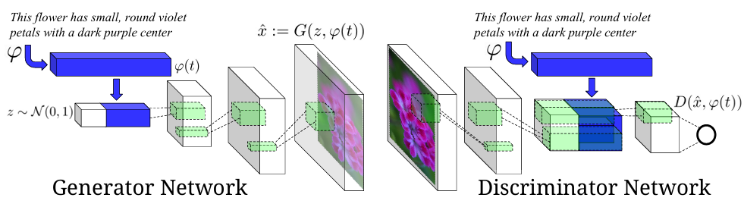 This flower has small, round violet
petals with a dark purple center
φ
φ(t)
z ~ N(0, 1)
x̂ := G(z, φ(t))
Generator Network
This flower has small, round violet
petals with a dark purple center
φ
D(x̂, φ(t))
Discriminator Network